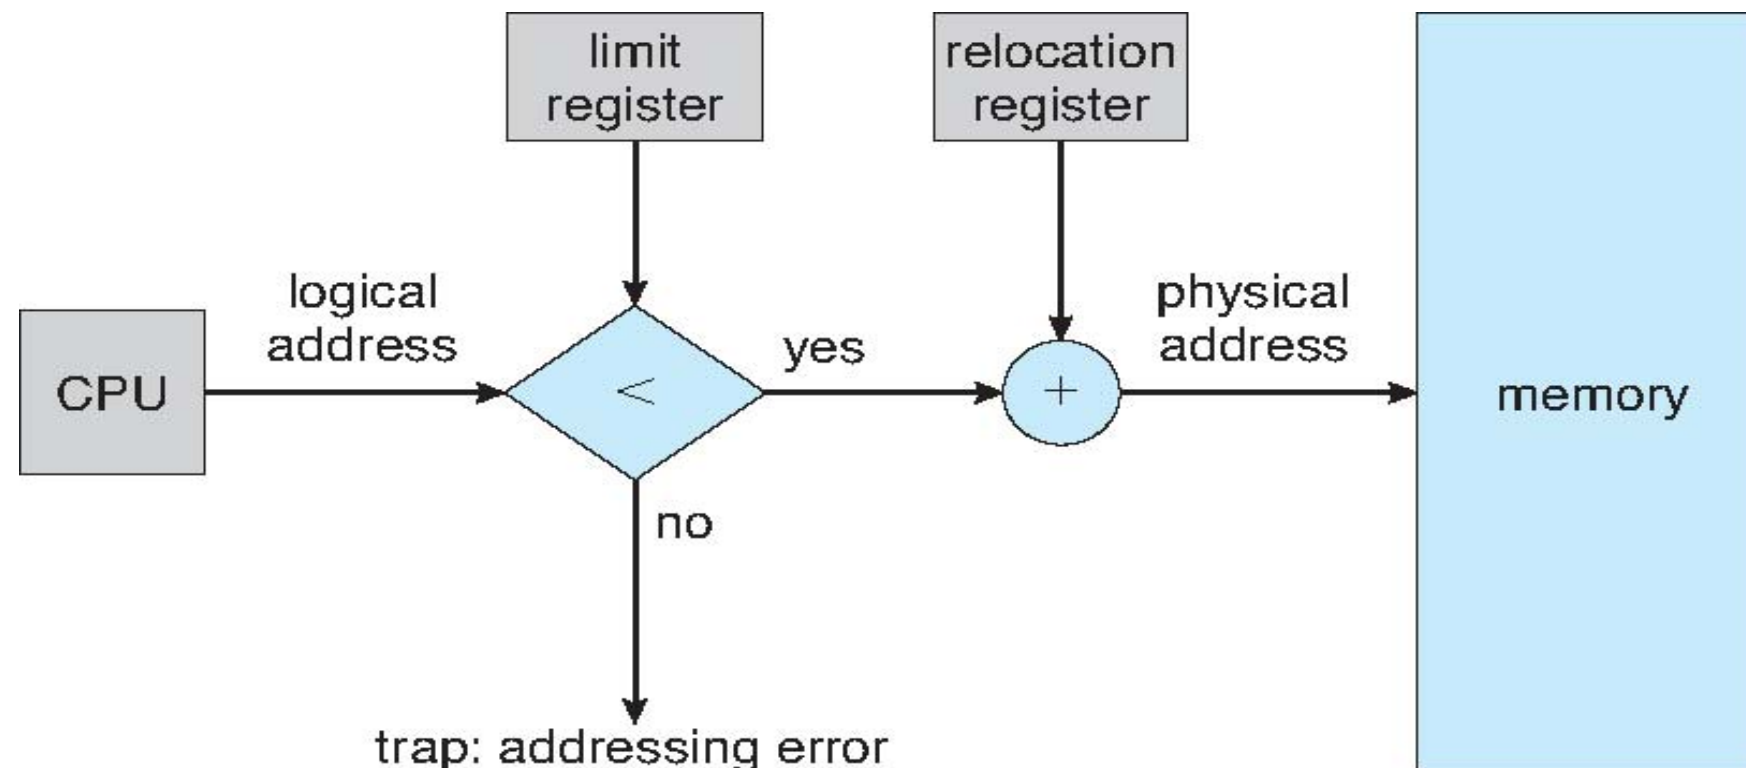 limit
register
relocation
register
logical
address
physical
address
CPU
<
yes
+
memory
no
trap: addressing error